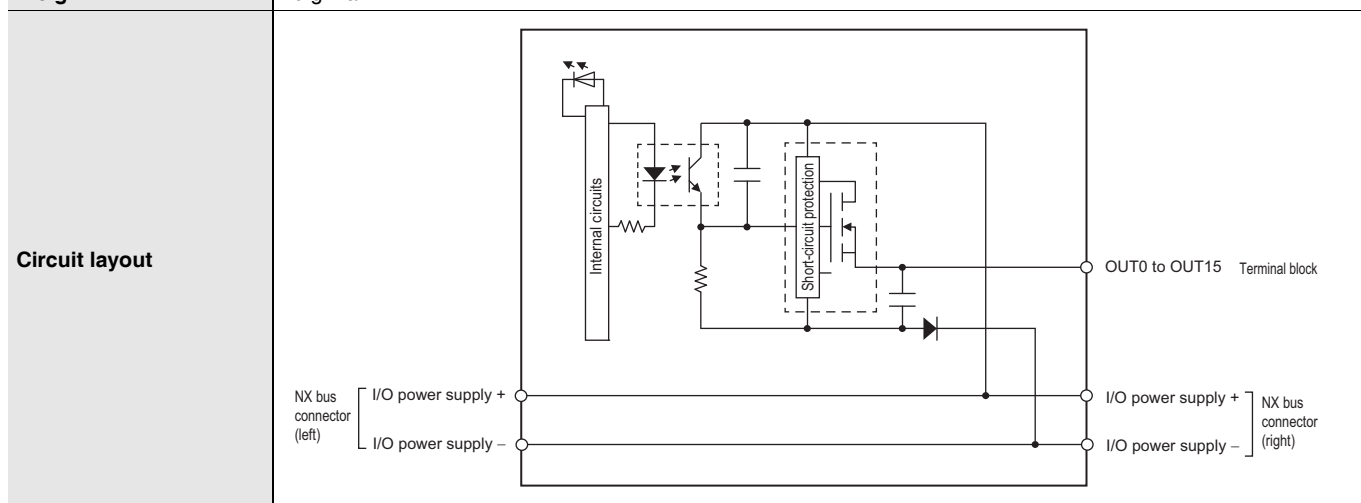 Circuit layout
Internal circuits
Short-circuit protection
OUT0 to OUT15 Terminal block
NX bus
connector
(left)
I/O power supply +
I/O power supply –
I/O power supply +
I/O power supply –
NX bus
connector
(right)